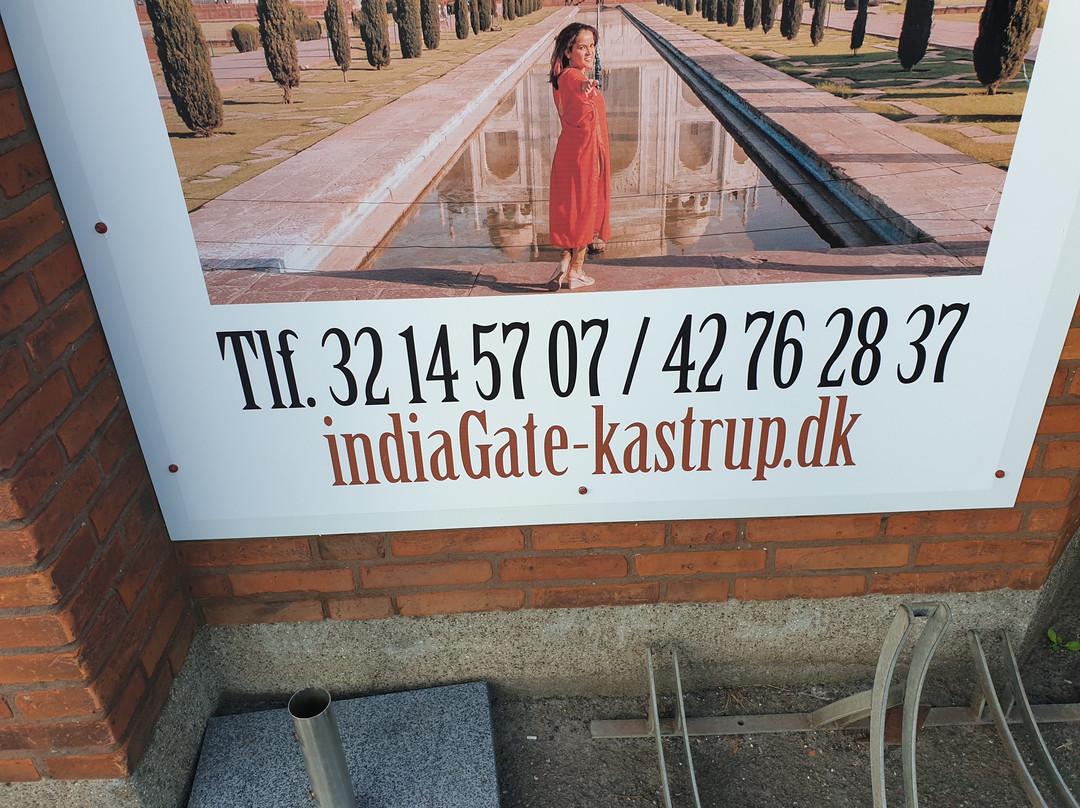 Tlf. 32 14 57 07 / 42 76 28 37
indiaGate-kastrup.dk